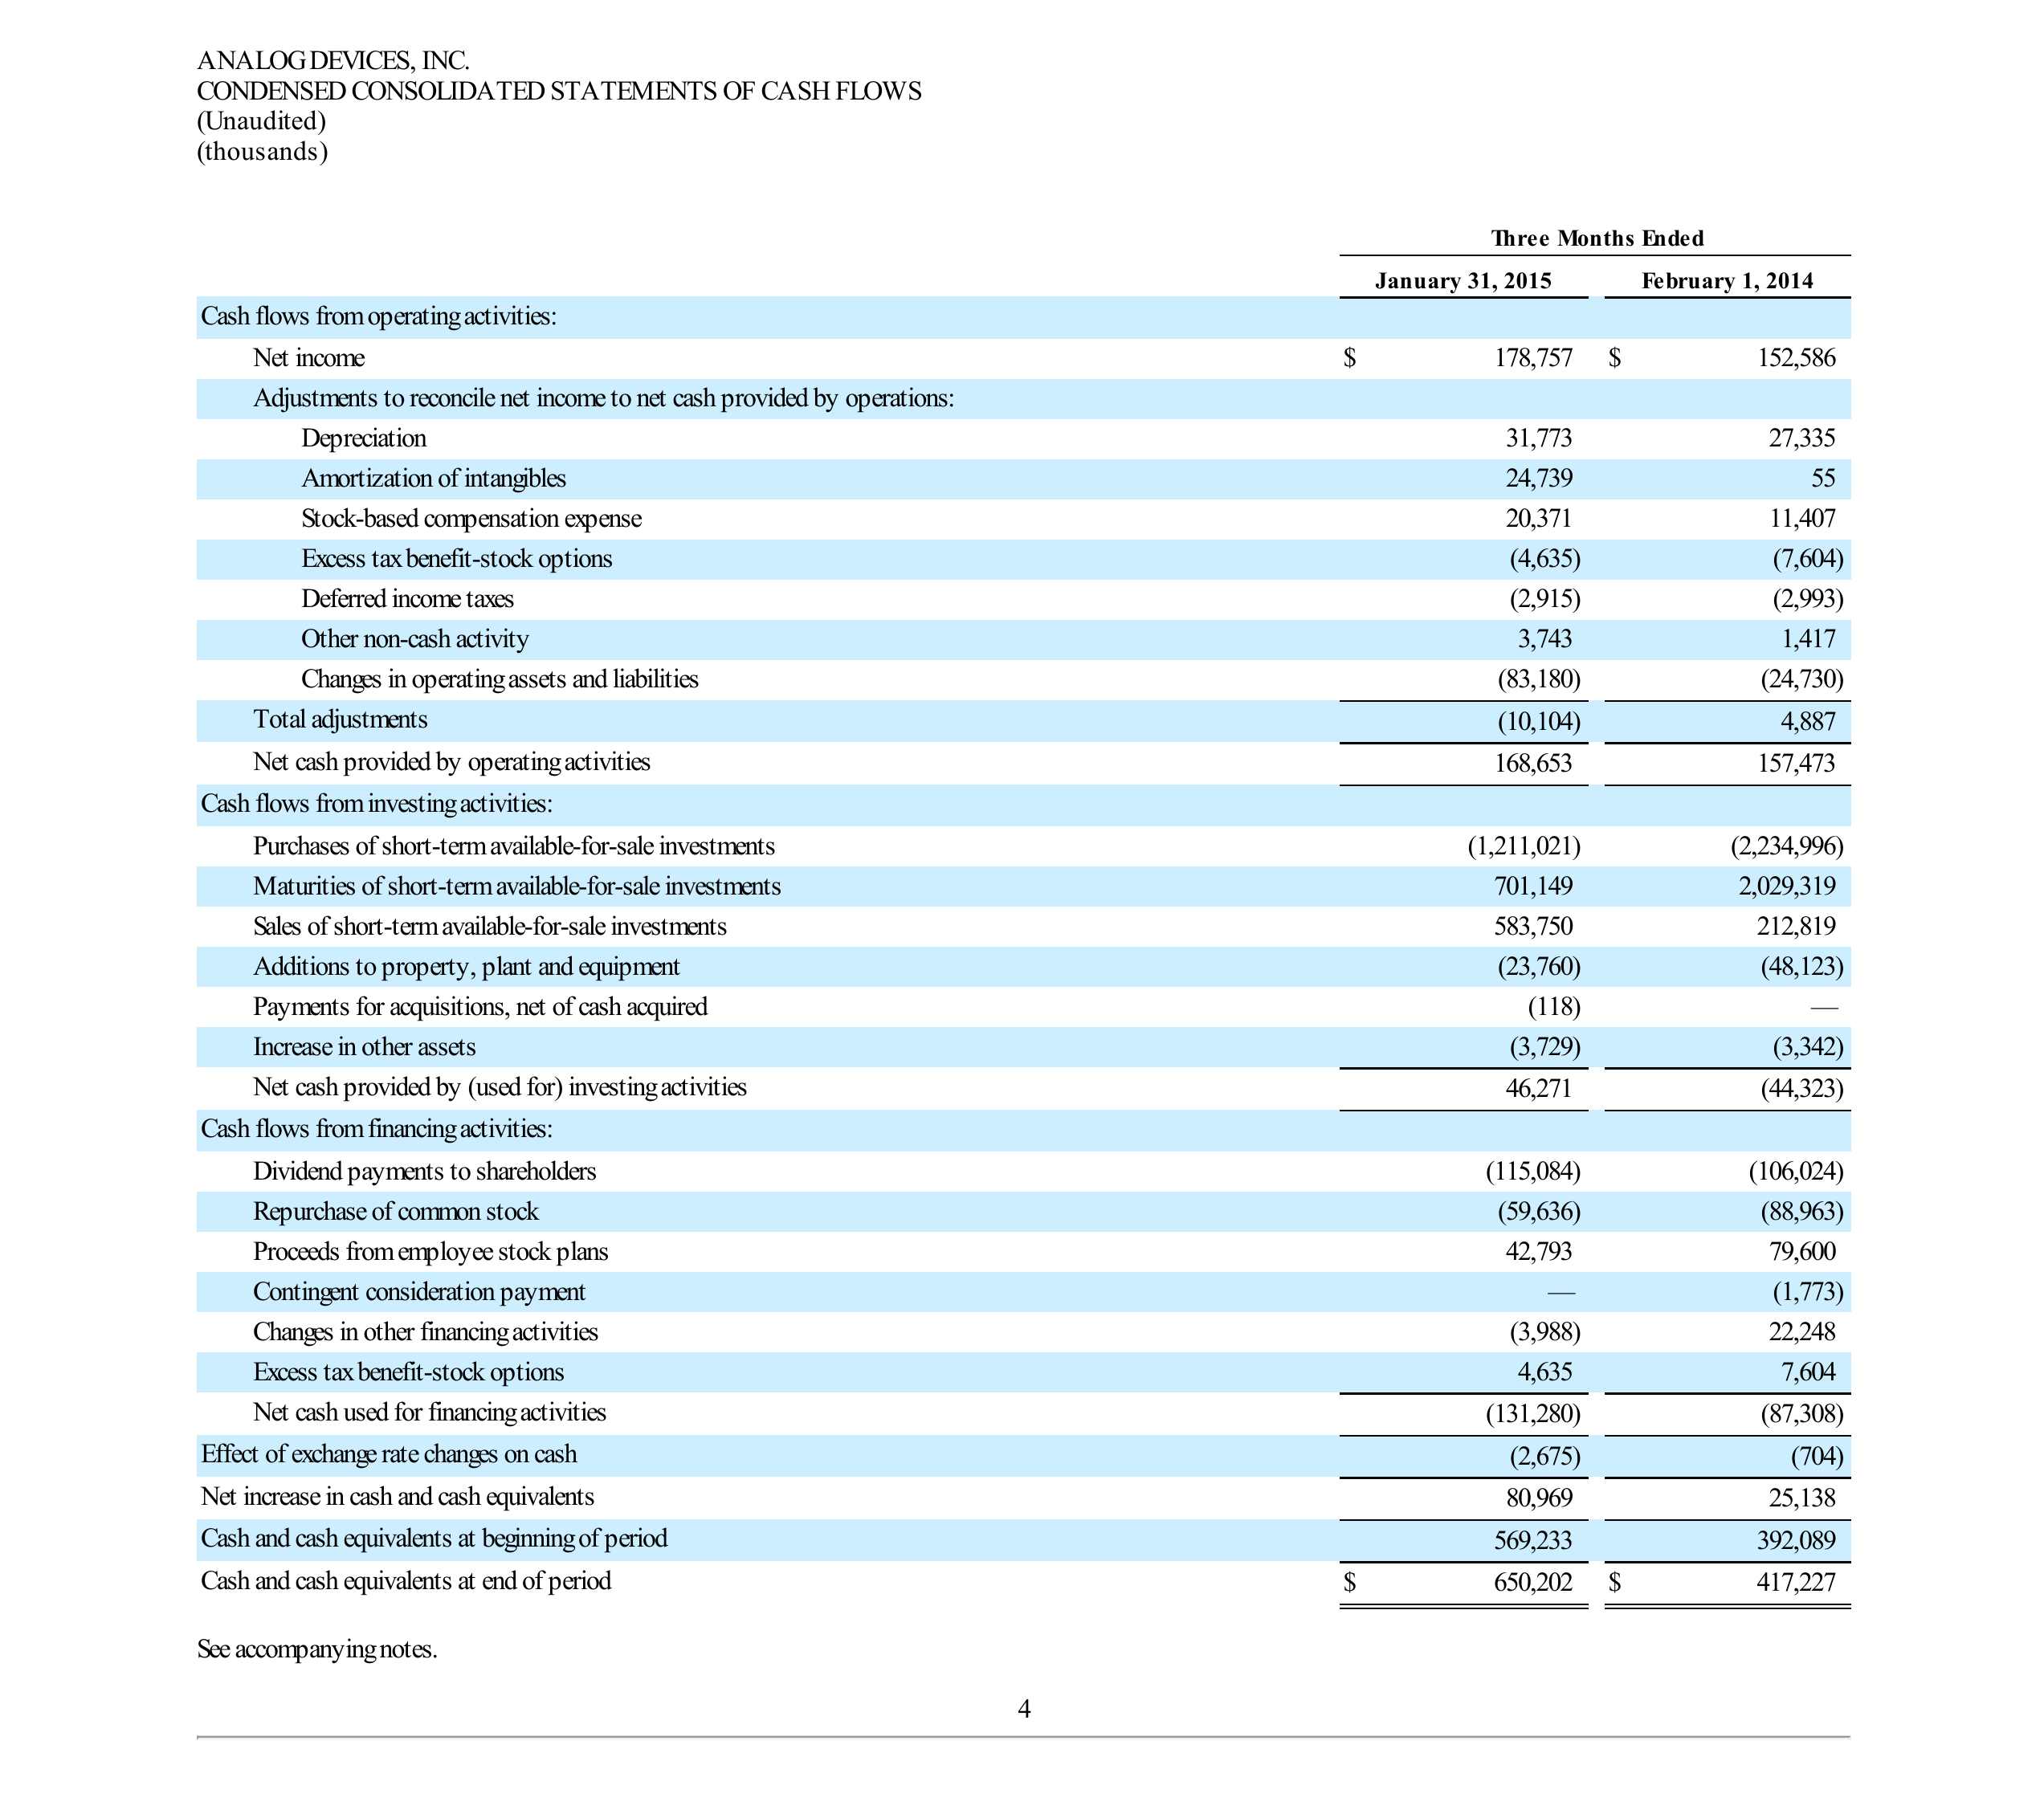 ANALOG DEVICES, INC.
CONDENSED CONSOLIDATED STATEMENTS OF CASH FLOWS
(Unaudited)
(thousands)
Three Months Ended
January 31, 2015 February 1, 2014
Cash flows from operating activities:
Net income $ 178,757 $ 152,586
Adjustments to reconcile net income to net cash provided by operations:
Depreciation 31,773 27,335
Amortization of intangibles 24,739 55
Stock-based compensation expense 20,371 11,407
Excess tax benefit-stock options (4,635) (7,604)
Deferred income taxes (2,915) (2,993)
Other non-cash activity 3,743 1,417
Changes in operating assets and liabilities (83,180) (24,730)
Total adjustments (10,104) 4,887
Net cash provided by operating activities 168,653 157,473
Cash flows from investing activities:
Purchases of short-term available-for-sale investments (1,211,021) (2,234,996)
Maturities of short-term available-for-sale investments 701,149 2,029,319
Sales of short-term available-for-sale investments 583,750 212,819
Additions to property, plant and equipment (23,760) (48,123)
Payments for acquisitions, net of cash acquired (118) —
Increase in other assets (3,729) (3,342)
Net cash provided by (used for) investing activities 46,271 (44,323)
Cash flows from financing activities:
Dividend payments to shareholders (115,084) (106,024)
Repurchase of common stock (59,636) (88,963)
Proceeds from employee stock plans 42,793 79,600
Contingent consideration payment — (1,773)
Changes in other financing activities (3,988) 22,248
Excess tax benefit-stock options 4,635 7,604
Net cash used for financing activities (131,280) (87,308)
Effect of exchange rate changes on cash (2,675) (704)
Net increase in cash and cash equivalents 80,969 25,138
Cash and cash equivalents at beginning of period 569,233 392,089
Cash and cash equivalents at end of period $ 650,202 $ 417,227
See accompanying notes.
4